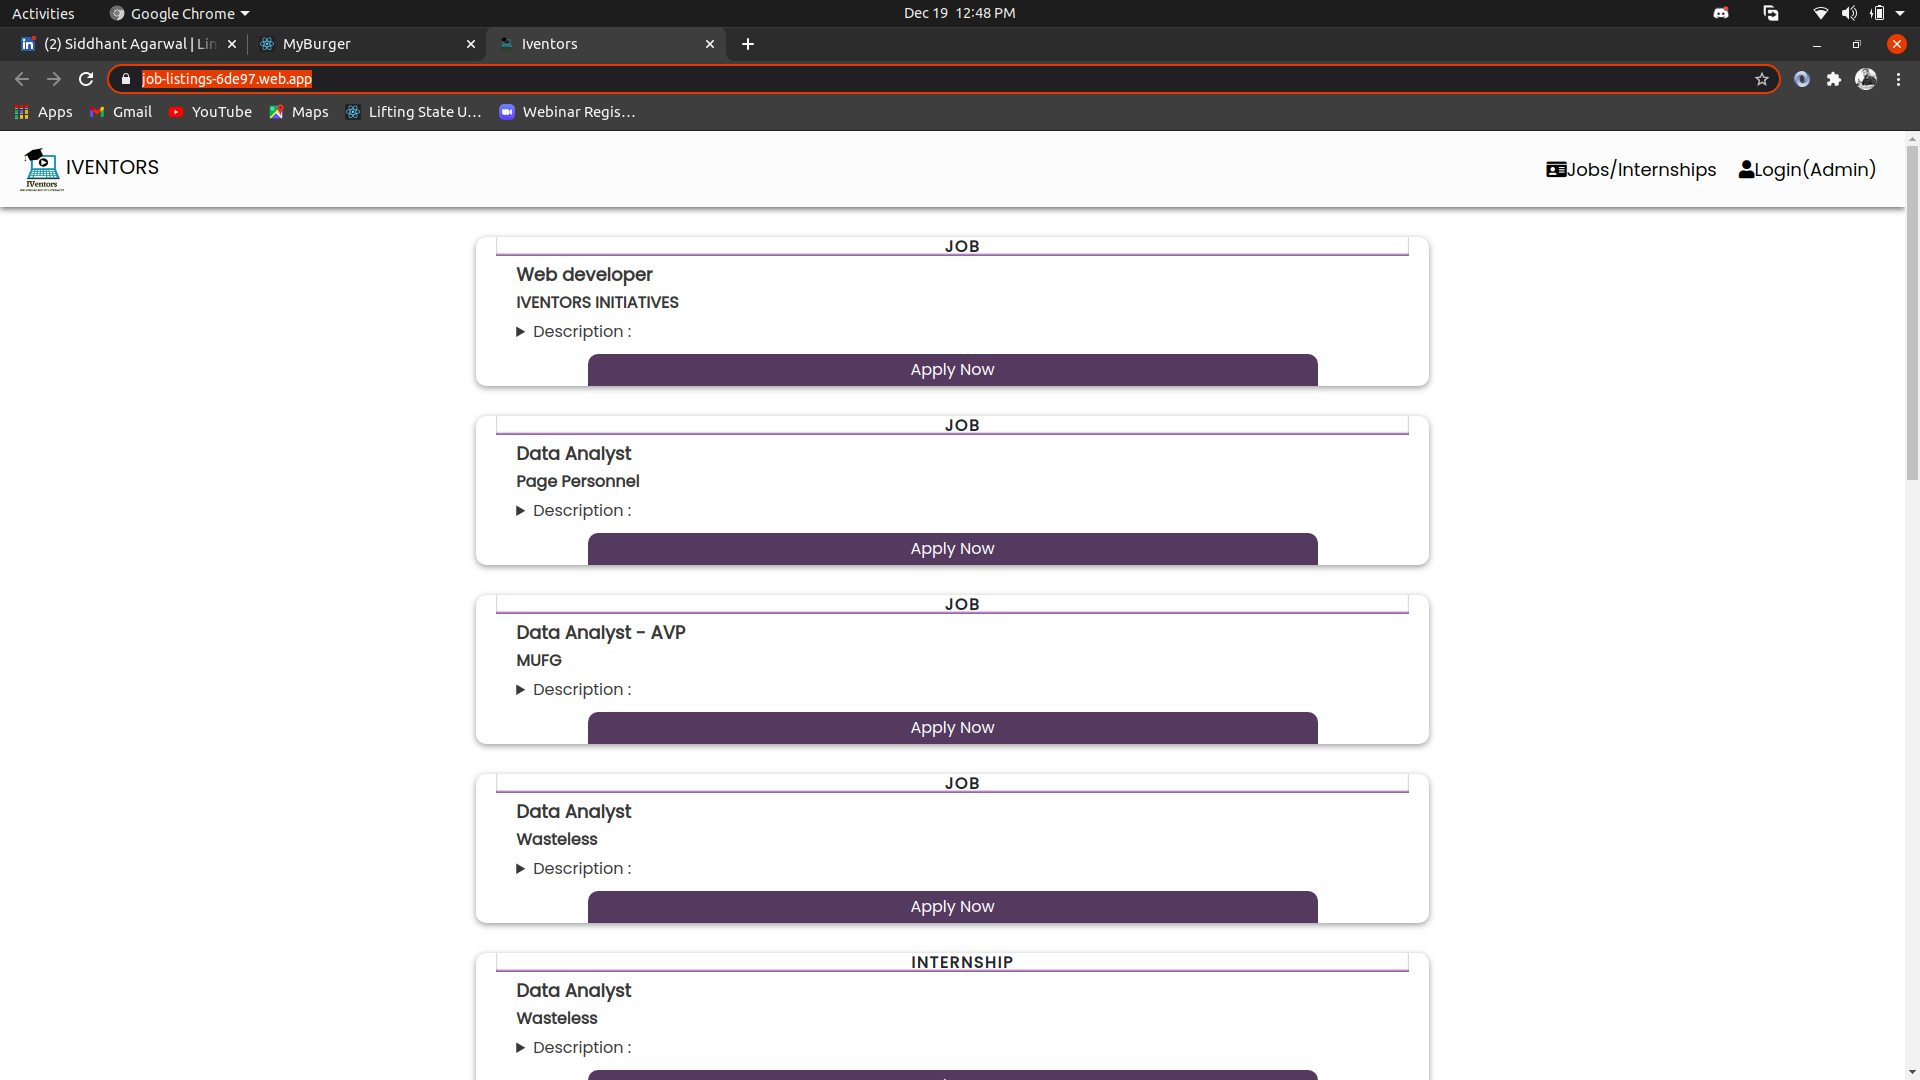 Activities Google Chrome Dec 19 12:48 PM
(2) Siddhant Agarwal | Lin MyBurger Iventors
job-listings-6de97.web.app
Apps Gmail YouTube Maps Lifting State U... Webinar Regis...
IVentors IVENTORS Jobs/Internships Login(Admin)
JOB
Web developer
IVENTORS INITIATIVES
Description :
Apply Now
JOB
Data Analyst
Page Personnel
Description :
Apply Now
JOB
Data Analyst - AVP
MUFG
Description :
Apply Now
JOB
Data Analyst
Wasteless
Description :
Apply Now
INTERNSHIP
Data Analyst
Wasteless
Description :